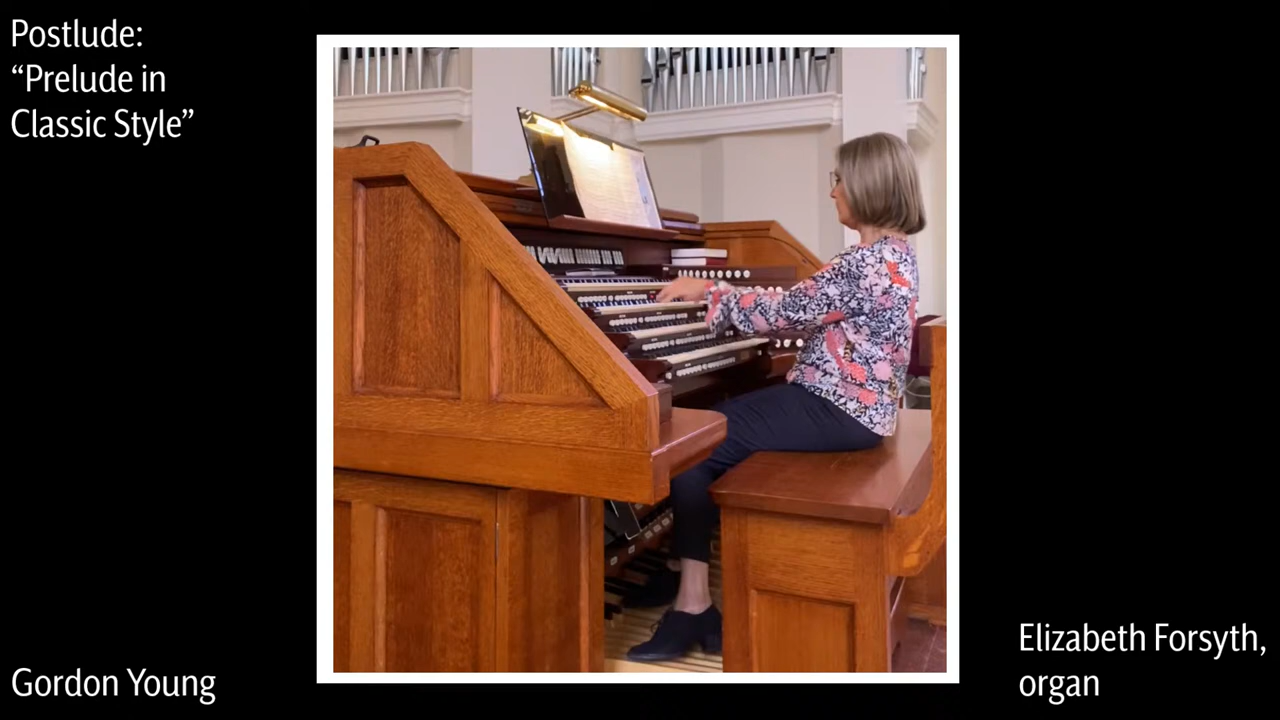 Postlude:
“Prelude in
Classic Style”
Gordon Young
Elizabeth Forsyth,
organ